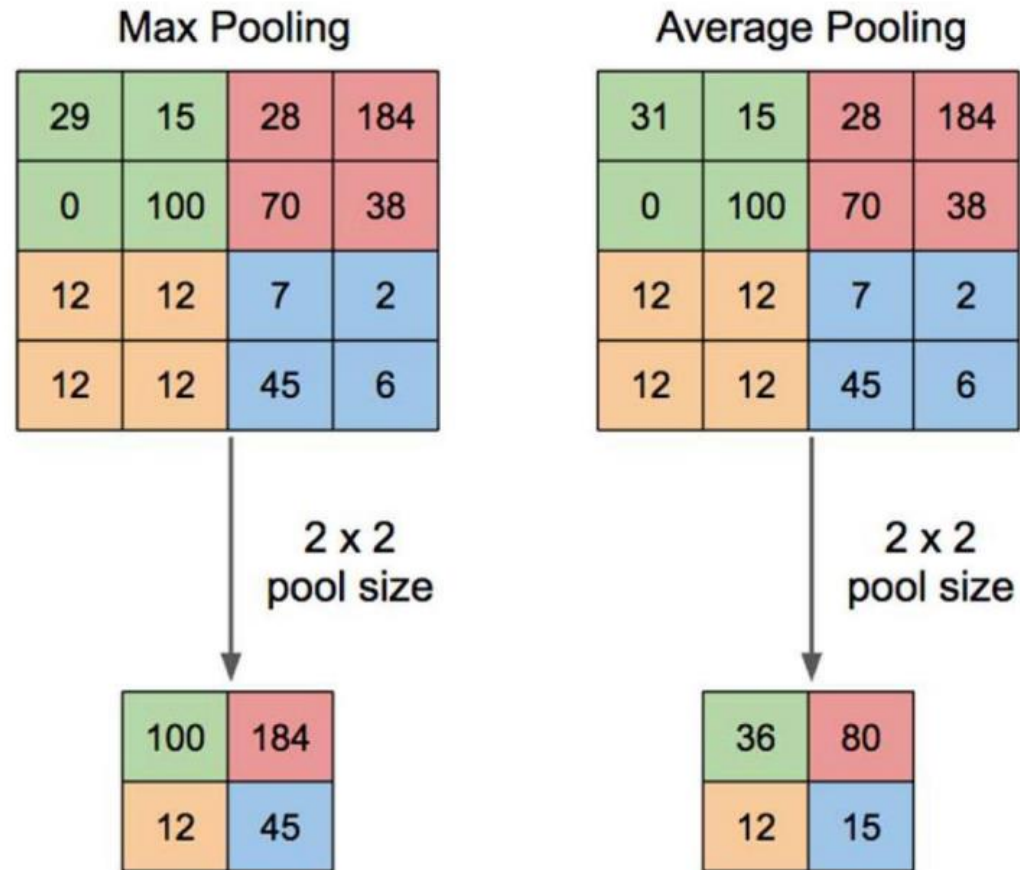 Max Pooling
29 15 28 184
0 100 70 38
12 12 7 2
12 12 45 6
2 x 2
pool size
100 184
12 45
Average Pooling
31 15 28 184
0 100 70 38
12 12 7 2
12 12 45 6
2 x 2
pool size
36 80
12 15